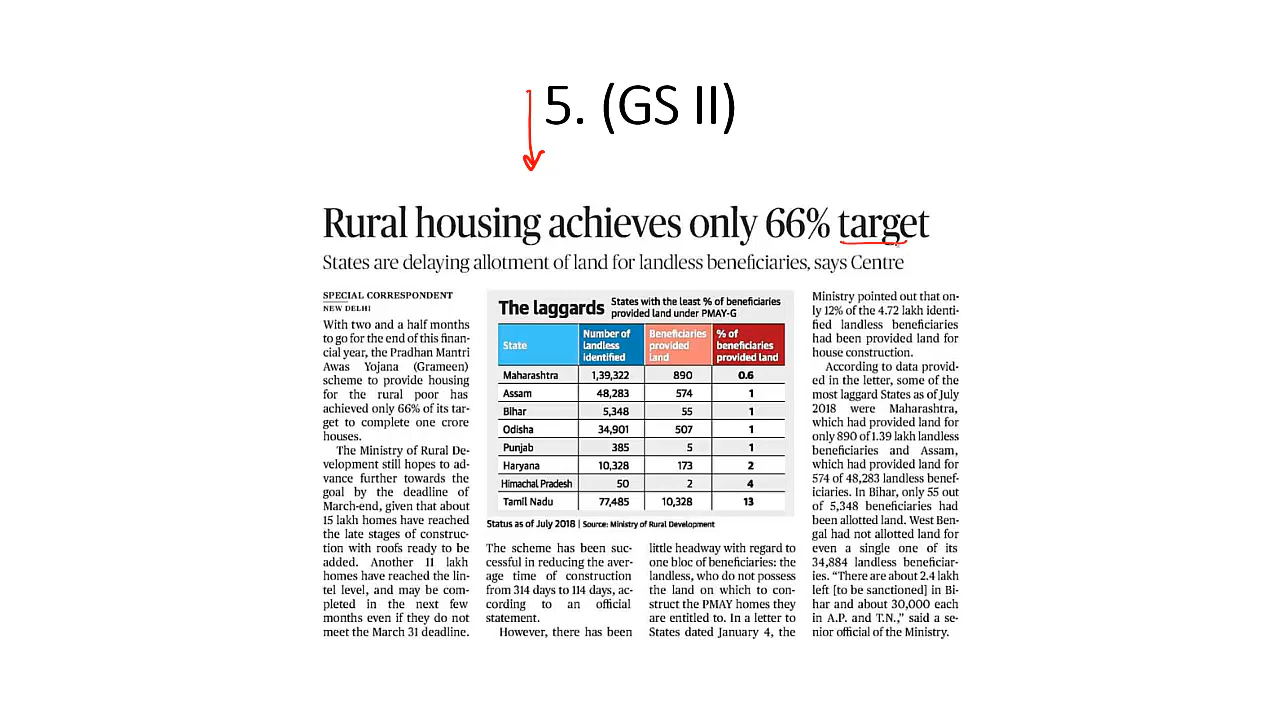 5. (GS II)
Rural housing achieves only 66% target
States are delaying allotment of land for landless beneficiaries, says Centre
SPECIAL CORRESPONDENT
NEW DELHI
With two and a half months
to go for the end of this finan-
cial year, the Pradhan Mantri
Awas Yojana (Grameen)
scheme to provide housing
for the rural poor has
achieved only 66% of its tar-
get to complete one crore
houses.
The Ministry of Rural De-
velopment still hopes to ad-
vance further towards the
goal by the deadline of
March-end, given that about
15 lakh homes have reached
the late stages of construc-
tion with roofs ready to be
added. Another 11 lakh
homes have reached the lin-
tel level, and may be com-
pleted in the next few
months even if they do not
meet the March 31 deadline.
The laggards States with the least % of beneficiaries
provided land under PMAY-G
State Number of landless identified Beneficiaries provided land % of beneficiaries provided land
Maharashtra 1,39,322 890 0.6
Assam 48,283 574 1
Bihar 5,348 55 1
Odisha 34,901 507 1
Punjab 385 5 1
Haryana 10,328 173 2
Himachal Pradesh 50 2 4
Tamil Nadu 77,485 10,328 13
Status as of July 2018 | Source: Ministry of Rural Development
The scheme has been suc-
cessful in reducing the aver-
age time of construction
from 314 days to 114 days, ac-
cording to an official
statement.
However, there has been
little headway with regard to
one bloc of beneficiaries: the
landless, who do not possess
the land on which to con-
struct the PMAY homes they
are entitled to. In a letter to
States dated January 4, the
Ministry pointed out that on-
ly 12% of the 4.72 lakh identi-
fied landless beneficiaries
had been provided land for
house construction.
According to data provid-
ed in the letter, some of the
most laggard States as of July
2018 were Maharashtra,
which had provided land for
only 890 of 1.39 lakh landless
beneficiaries and Assam,
which had provided land for
574 of 48,283 landless benef-
iciaries. In Bihar, only 55 out
of 5,348 beneficiaries had
been allotted land. West Ben-
gal had not allotted land for
even a single one of its
34,884 landless beneficiar-
ies. “There are about 2.4 lakh
left [to be sanctioned] in Bi-
har and about 30,000 each
in A.P. and T.N.,” said a se-
nior official of the Ministry.